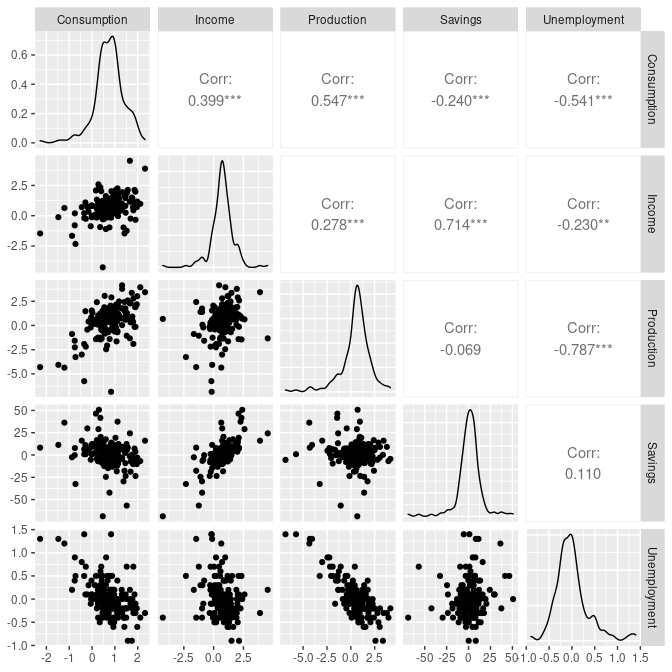 Consumption Income Production Savings Unemployment
0.6
0.4
0.2
0.0
Corr:
0.399***
Corr:
0.547***
Corr:
-0.240***
Corr:
-0.541***
Consumption
2.5
0.0
-2.5
Corr:
0.278***
Corr:
0.714***
Corr:
-0.230**
Income
2.5
0.0
-2.5
-5.0
Corr:
-0.069
Corr:
-0.787***
Production
50
25
0
-25
-50
Corr:
0.110
Savings
1.5
1.0
0.5
0.0
-0.5
-1.0
Unemployment
-2 -1 0 1 2
-2.5 0.0 2.5
-5.0 -2.5 0.0 2.5
-50 -25 0 25 50
-1.0 -0.5 0.0 0.5 1.0 1.5